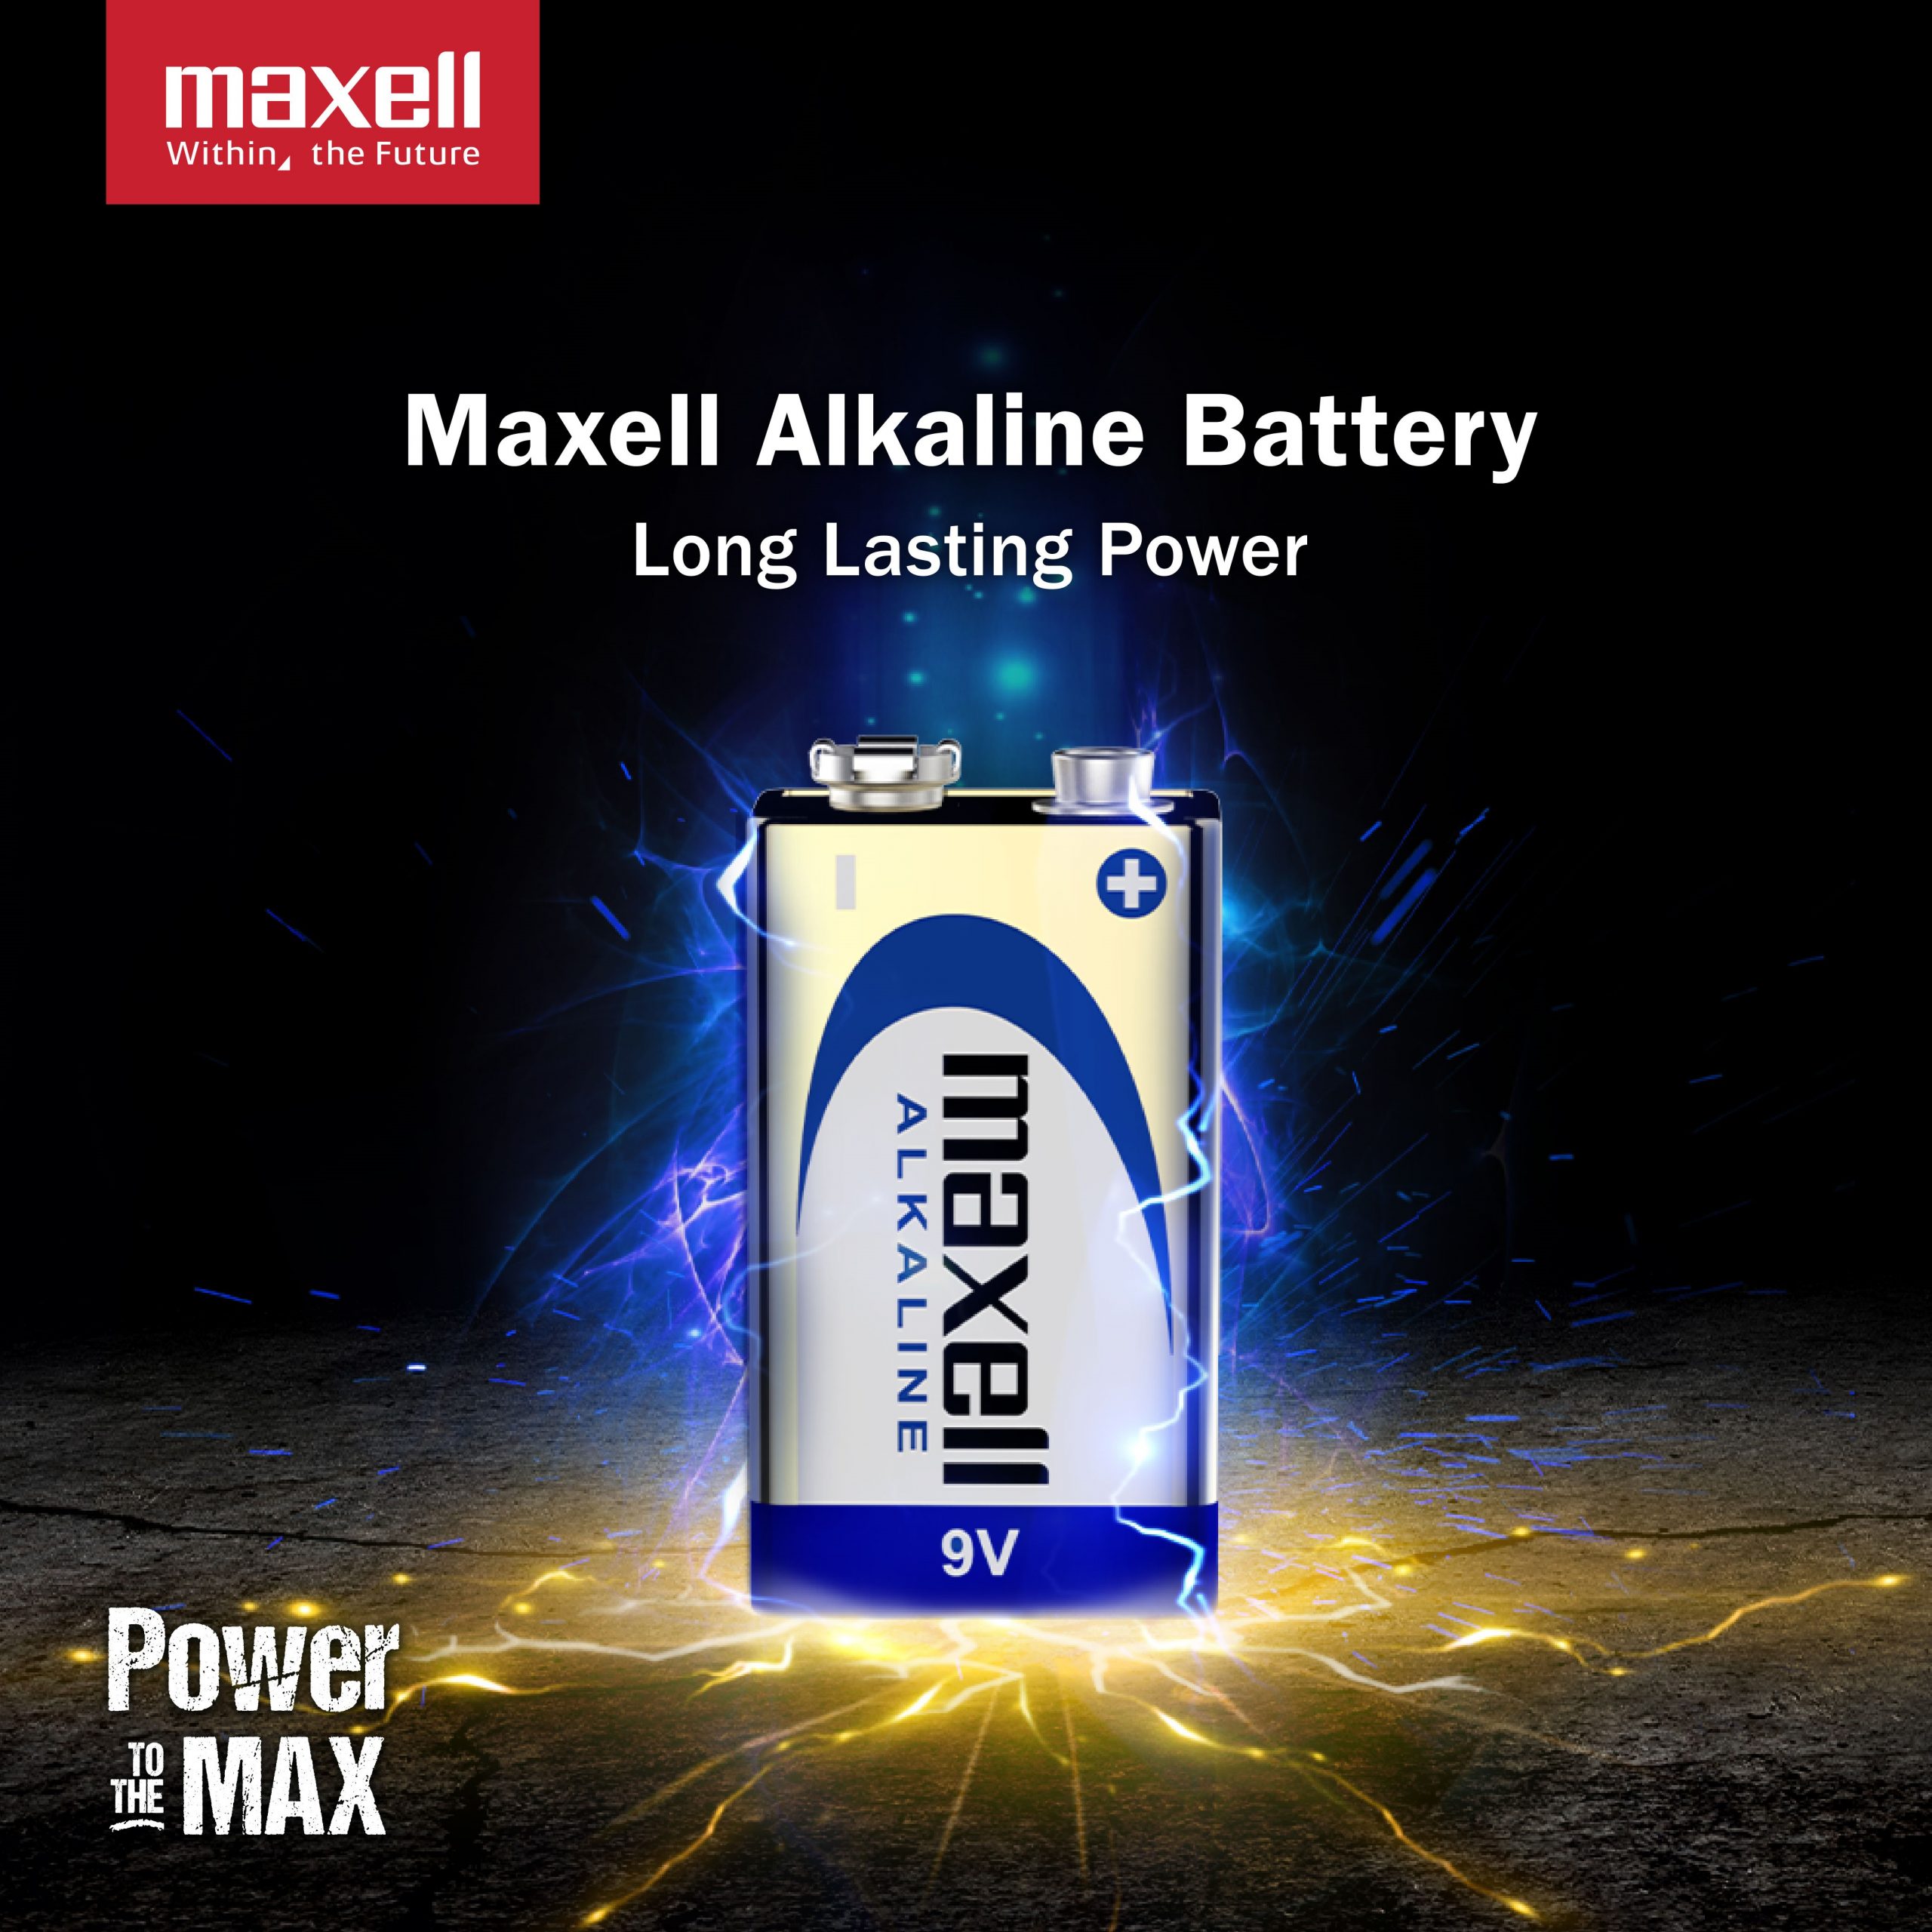 maxell
Within, the Future
Maxell Alkaline Battery
Long Lasting Power
maxell
ALKALINE
9V
Power
TO THE MAX